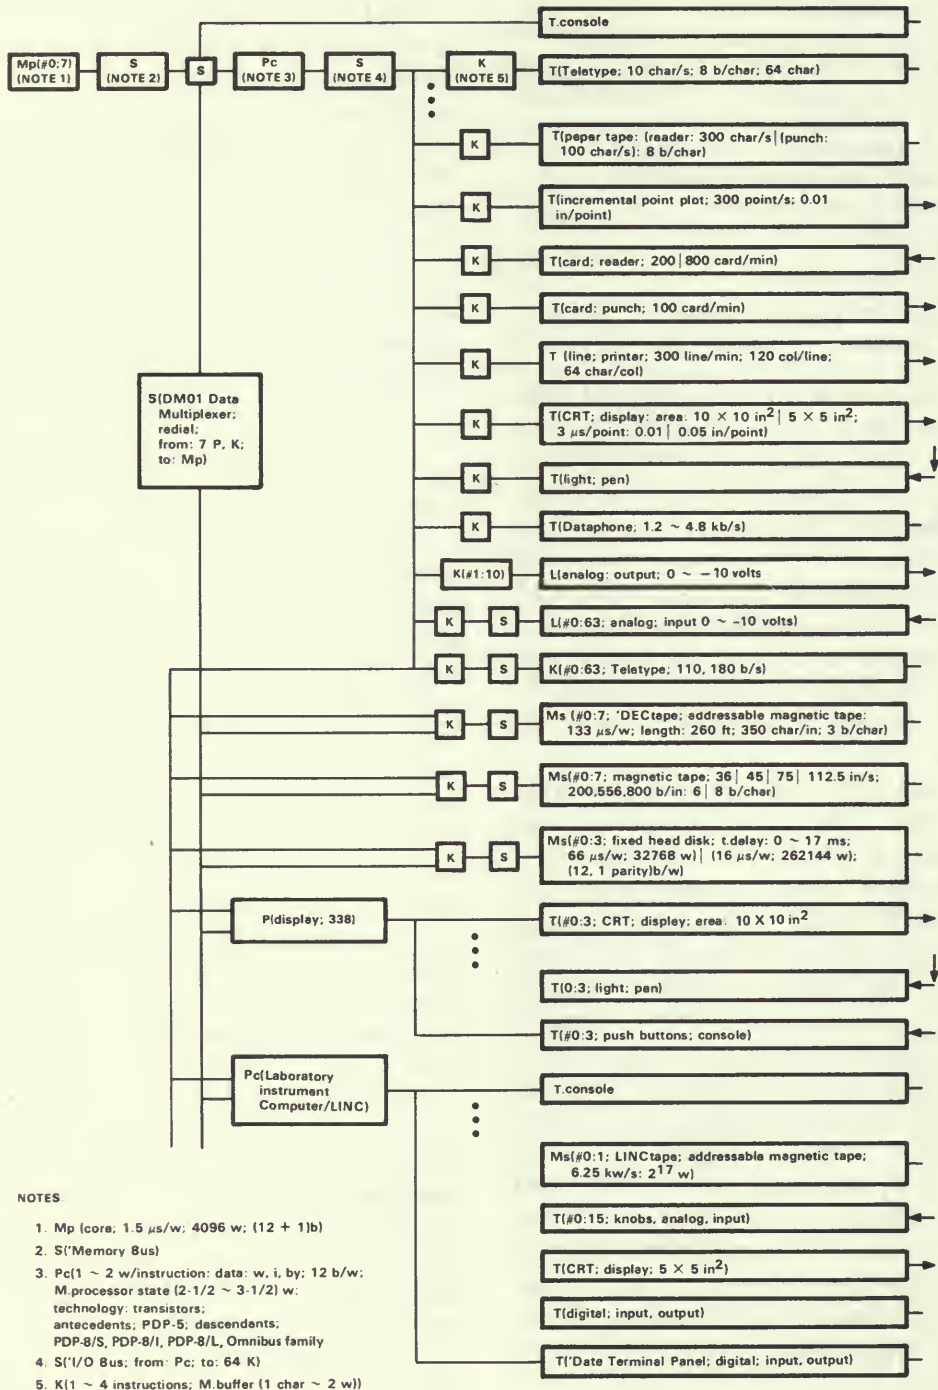 T.console
Mp(#0;7)
(NOTE 1)
S
(NOTE 2)
S
Pc
(NOTE 3)
S
(NOTE 4)
K
(NOTE 5)
T(Teletype; 10 char/s; 8 b/char; 64 char)
K
T(peper tape: (reader: 300 char/s|(punch:
100 char/s): 8 b/char)
K
T(incremental point plot; 300 point/s; 0.01
in/point)
K
T(card; reader; 200|800 card/min)
K
T(card: punch; 100 card/min)
K
T (line; printer; 300 line/min; 120 col/line;
64 char/col)
S(DM01 Data
Multiplexer;
redial;
from: 7 P, K;
to: Mp)
K
T(CRT; display: area: 10 × 10 in²| 5 × 5 in²;
3 μs/point: 0.01| 0.05 in/point)
K
T(light; pen)
K
T(Dataphone; 1.2 ~ 4.8 kb/s)
K(#1:10)
L(analog: output; 0 ~ −10 volts
K
S
L(#0:63; analog; input 0 ~ -10 volts)
K
S
K(#0:63; Teletype; 110, 180 b/s)
K
S
Ms (#0:7; 'DECtape; addressable magnetic tape:
133 μs/w; length: 260 ft; 350 char/in; 3 b/char)
K
S
Ms(#0:7; magnetic tape; 36| 45| 75| 112.5 in/s;
200,556,800 b/in: 6| 8 b/char)
K
S
Ms(#0:3; fixed head disk; t.delay: 0 ~ 17 ms;
66 μs/w; 32768 w)| (16 μs/w; 262144 w);
(12, 1 parity)b/w)
P(display; 338)
T(#0:3; CRT; display; area: 10 X 10 in²
T(0:3; light; pen)
T(#0:3; push buttons; console)
Pc(Laboratory
instrument
Computer/LINC)
T.console
Ms(#0:1; LINCtape; addressable magnetic tape;
6.25 kw/s: 2¹⁷ w)
T(#0:15; knobs, analog, input)
T(CRT; display; 5 × 5 in²)
T(digital; input, output)
T('Date Terminal Panel; digital; input, output)
NOTES
1. Mp (core; 1.5 μs/w; 4096 w; (12 + 1)b)
2. S('Memory Bus)
3. Pc(1 ~ 2 w/instruction: data: w, i, by; 12 b/w;
M.processor state (2-1/2 ~ 3-1/2) w:
technology: transistors;
antecedents; PDP-5; descendants;
PDP-8/S, PDP-8/I, PDP-8/L, Omnibus family
4. S('I/O Bus; from: Pc; to: 64 K)
5. K(1 ~ 4 instructions; M.buffer (1 char ~ 2 w))